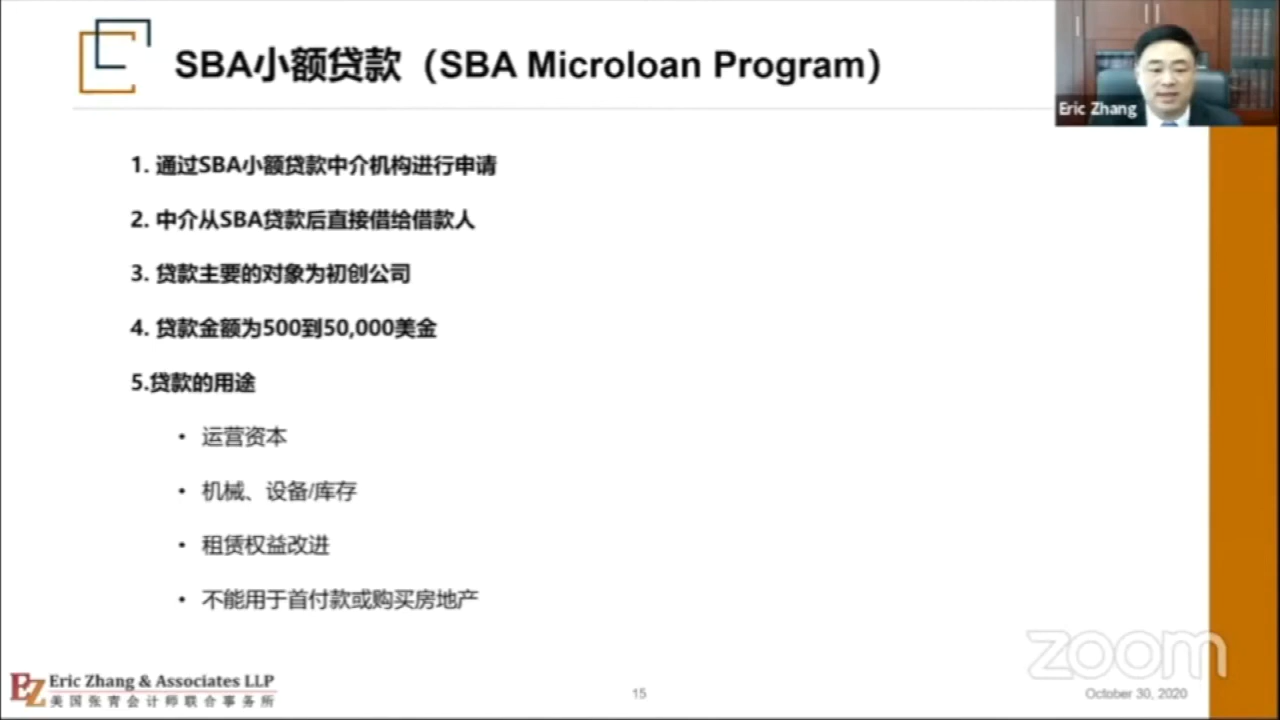 SBA小额贷款（SBA Microloan Program）
Eric Zhang
1. 通过SBA小额贷款中介机构进行申请
2. 中介从SBA贷款后直接借给借款人
3. 贷款主要的对象为初创公司
4. 贷款金额为500到50,000美金
5.贷款的用途
• 运营资本
• 机械、设备/库存
• 租赁权益改进
• 不能用于首付款或购买房地产
zoom
EZ Eric Zhang & Associates LLP
美国张青会计师联合事务所
15
October 30, 2020